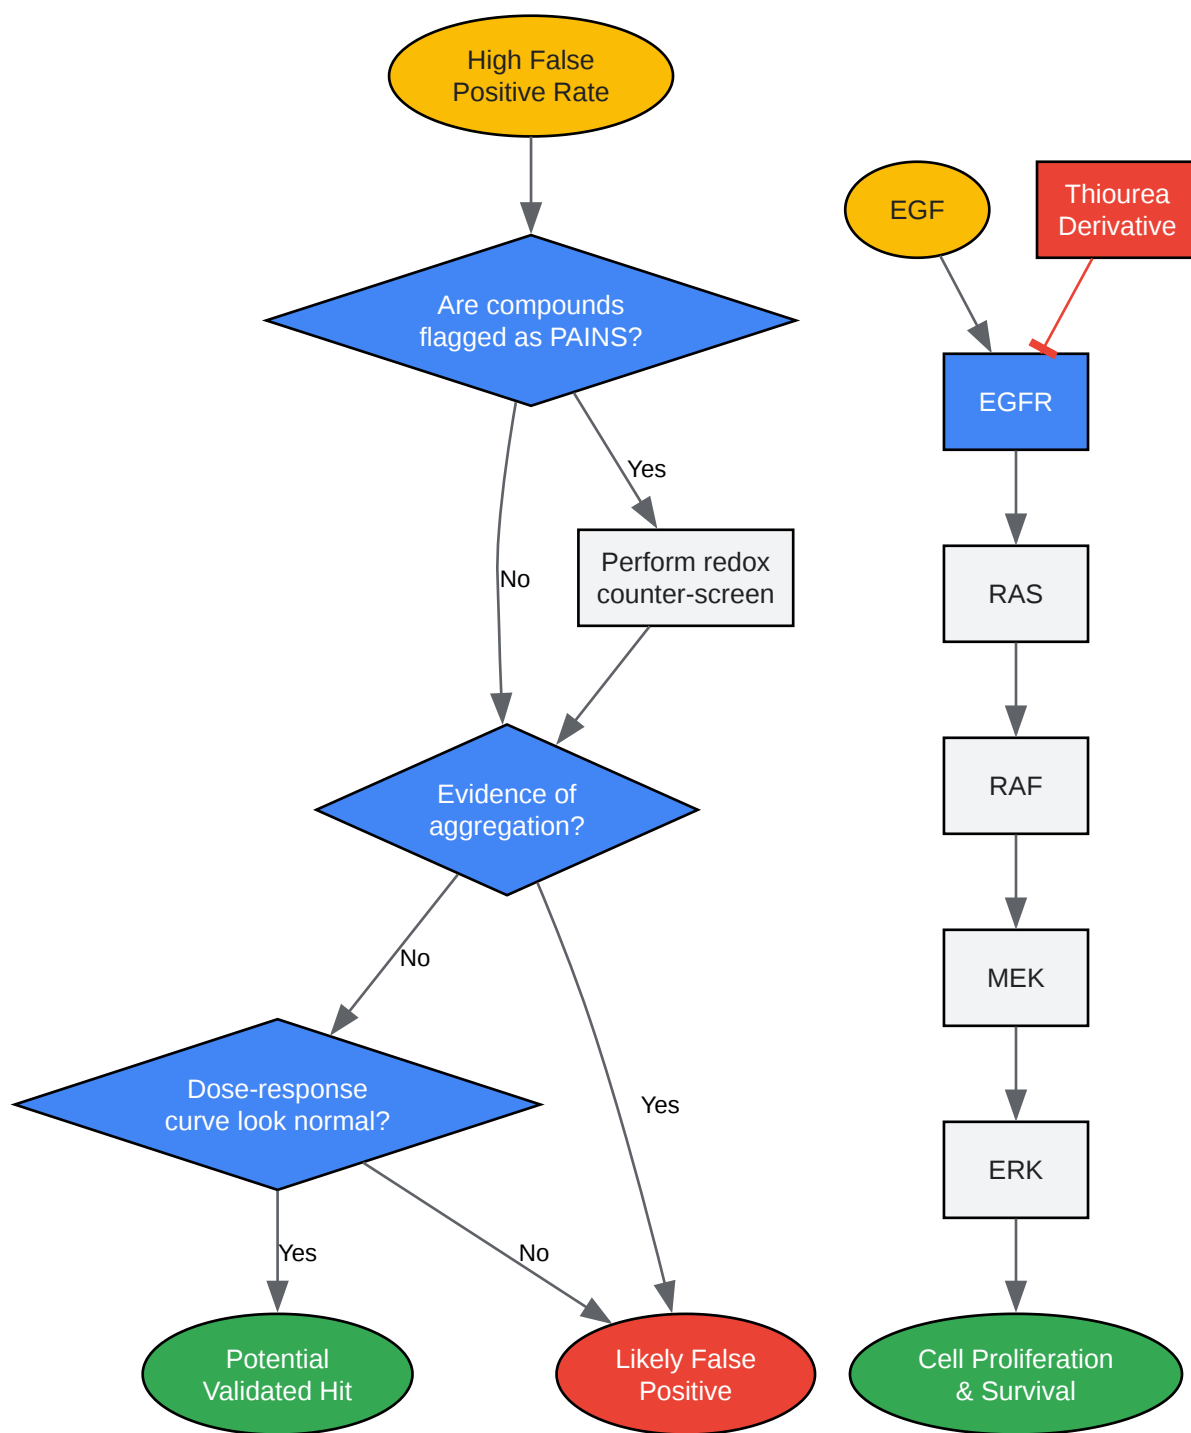 High False
Positive Rate
Are compounds
flagged as PAINS?
Yes
No
Perform redox
counter-screen
Evidence of
aggregation?
No
Yes
Dose-response
curve look normal?
Yes
No
Potential
Validated Hit
Likely False
Positive
EGF
Thiourea
Derivative
EGFR
RAS
RAF
MEK
ERK
Cell Proliferation
& Survival